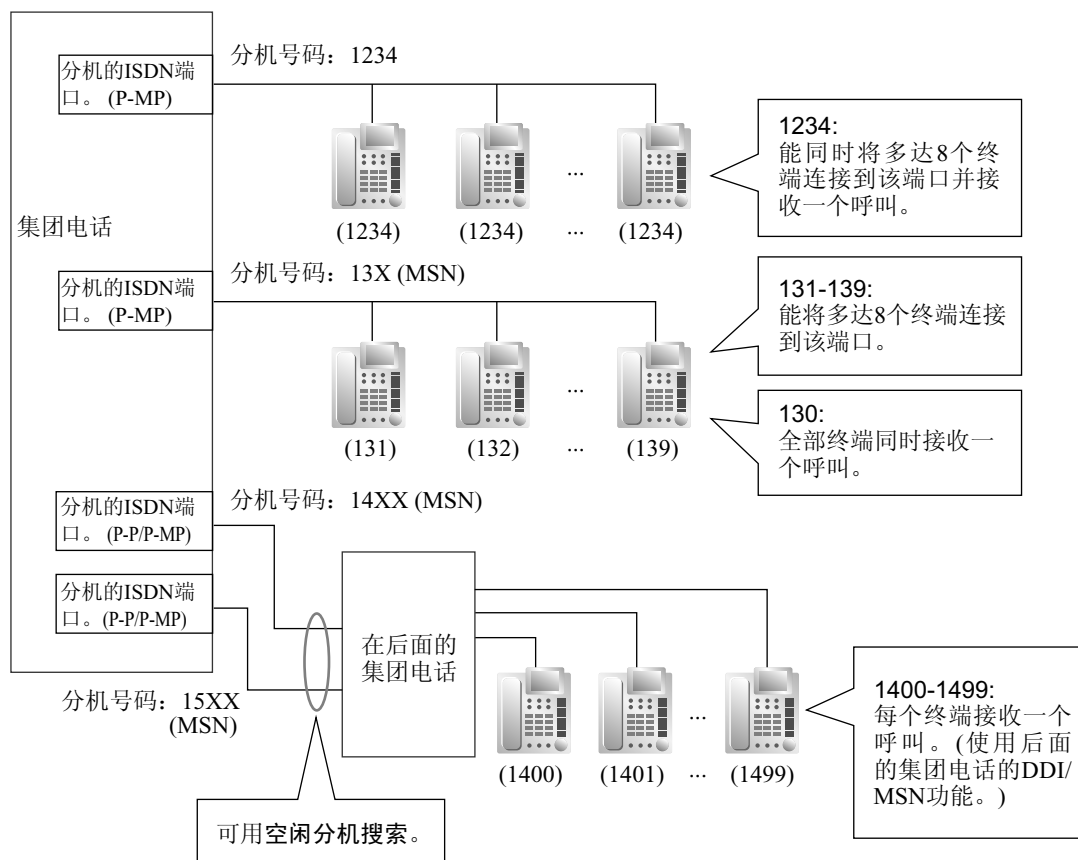 分机号码：1234
分机的ISDN端
口。 (P-MP)
1234:
能同时将多达8个终
端连接到该端口并接
收一个呼叫。
...
(1234)
(1234)
...
(1234)
集团电话
分机号码：13X (MSN)
分机的ISDN端
口。 (P-MP)
131-139:
能将多达8个终端连接
到该端口。
...
130:
全部终端同时接收一
个呼叫。
(131)
(132)
...
(139)
分机号码：14XX (MSN)
分机的ISDN端
口。 (P-P/P-MP)
分机的ISDN端
口。(P-P/P-MP)
在后面的
集团电话
分机号码：15XX
(MSN)
...
1400-1499:
每个终端接收一个
呼叫。(使用后面
的集团电话的DDI/
MSN功能。)
(1400)
(1401)
...
(1499)
可用空闲分机搜索。